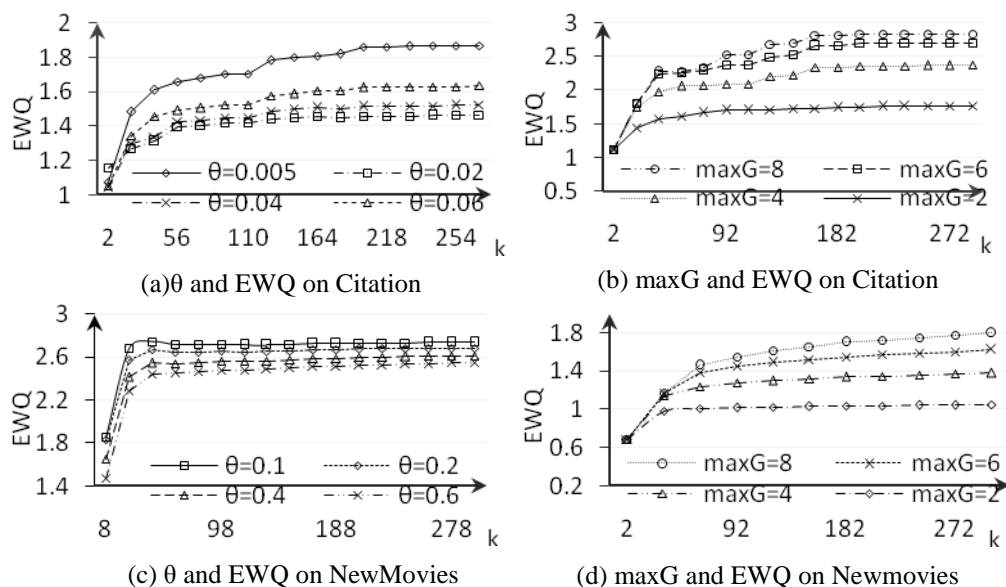 2
1.8
1.6
1.4
1.2
1
EWQ
θ=0.005
θ=0.02
θ=0.04
θ=0.06
2 56 110 164 218 254 k
(a)θ and EWQ on Citation
3
2.5
2
1.5
1
0.5
EWQ
maxG=8
maxG=6
maxG=4
maxG=2
2 92 182 272 k
(b) maxG and EWQ on Citation
3
2.6
2.2
1.8
1.4
EWQ
θ=0.1
θ=0.2
θ=0.4
θ=0.6
8 98 188 278 k
(c) θ and EWQ on NewMovies
1.8
1.4
1
0.6
0.2
EWQ
maxG=8
maxG=6
maxG=4
maxG=2
2 92 182 272 k
(d) maxG and EWQ on Newmovies